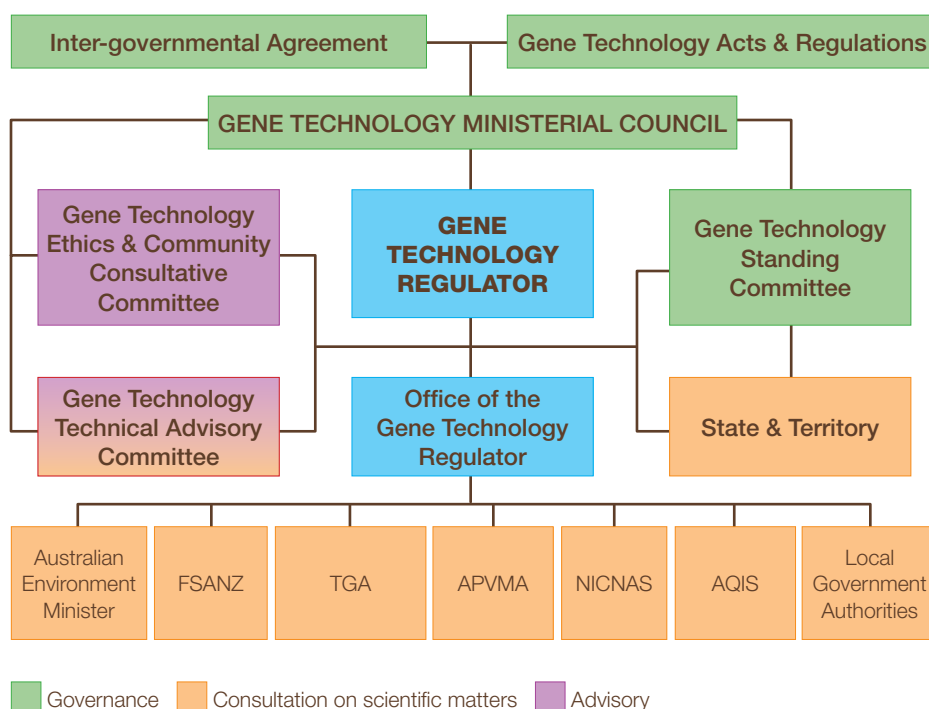 Inter-governmental Agreement
Gene Technology Acts & Regulations
GENE TECHNOLOGY MINISTERIAL COUNCIL
Gene Technology
Ethics & Community
Consultative
Committee
GENE
TECHNOLOGY
REGULATOR
Gene Technology
Standing
Committee
Gene Technology
Technical Advisory
Committee
Office of the
Gene Technology
Regulator
State & Territory
Australian
Environment
Minister
FSANZ
TGA
APVMA
NICNAS
AQIS
Local
Government
Authorities
Governance
Consultation on scientific matters
Advisory